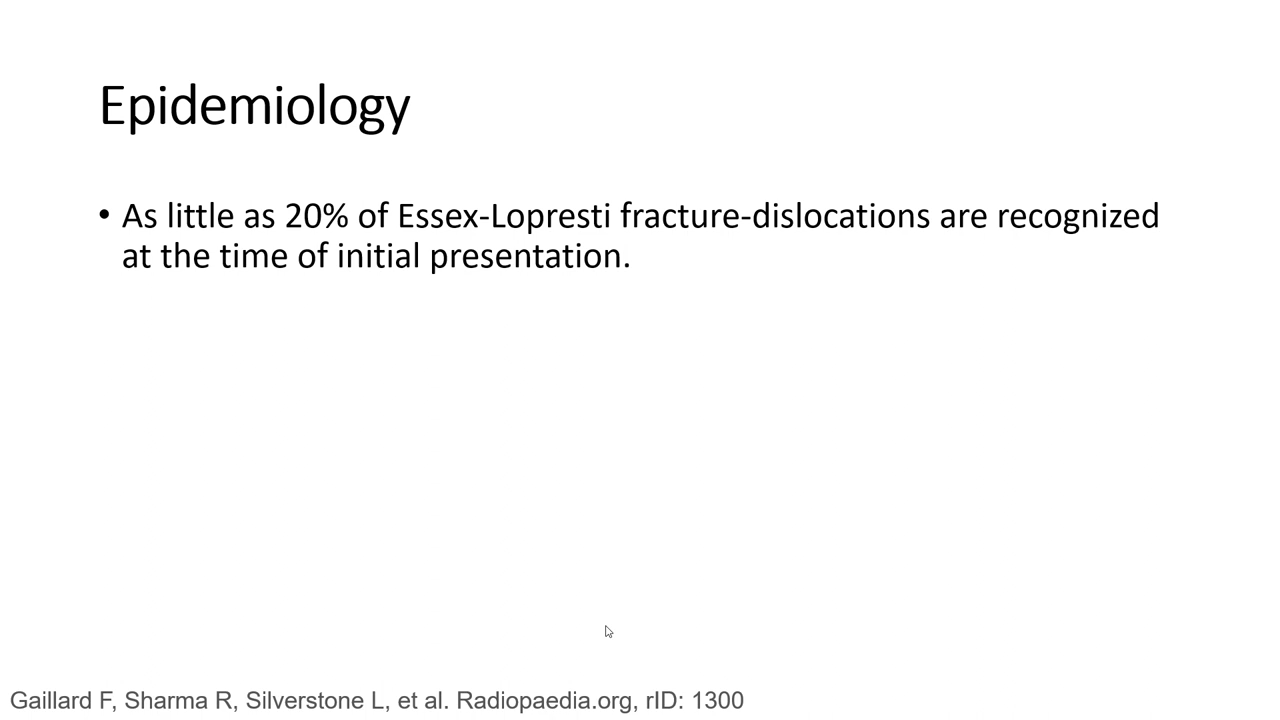 Epidemiology
• As little as 20% of Essex-Lopresti fracture-dislocations are recognized
at the time of initial presentation.
Gaillard F, Sharma R, Silverstone L, et al. Radiopaedia.org, rID: 1300